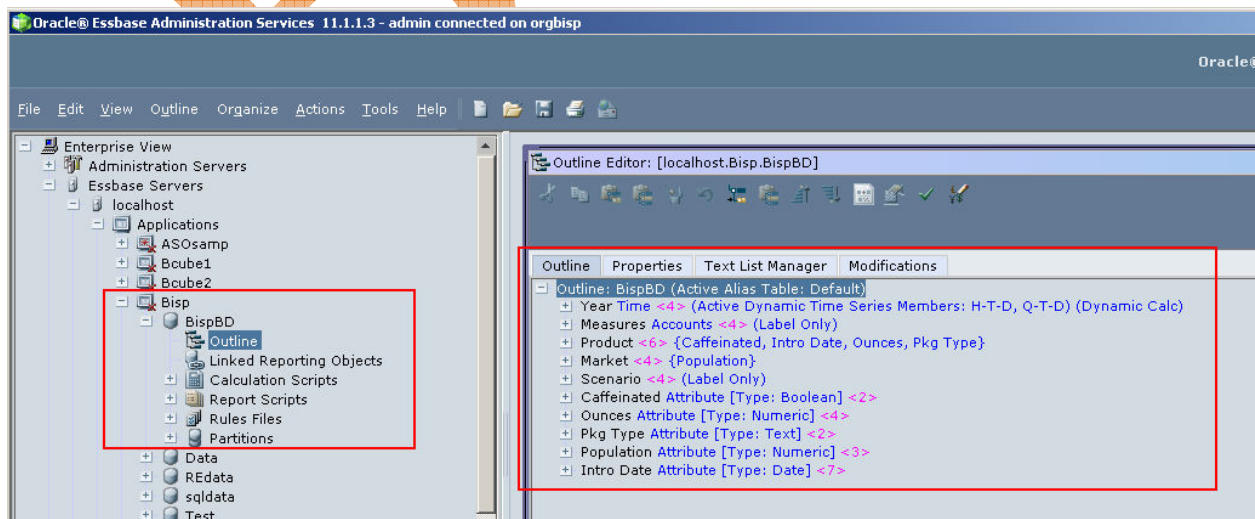 Oracle® Essbase Administration Services 11.1.1.3 - admin connected on orgbisp
Oracle®
File Edit View Outline Organize Actions Tools Help
Enterprise View
Administration Servers
Essbase Servers
localhost
Applications
ASOsamp
Bcube1
Bcube2
Bisp
BispBD
Outline
Linked Reporting Objects
Calculation Scripts
Report Scripts
Rules Files
Partitions
Data
REdata
sqldata
Test
Outline Editor: [localhost.Bisp.BispBD]
Outline Properties Text List Manager Modifications
Outline: BispBD (Active Alias Table: Default)
Year Time <4> (Active Dynamic Time Series Members: H-T-D, Q-T-D) (Dynamic Calc)
Measures Accounts <4> (Label Only)
Product <6> {Caffeinated, Intro Date, Ounces, Pkg Type}
Market <4> {Population}
Scenario <4> (Label Only)
Caffeinated Attribute [Type: Boolean] <2>
Ounces Attribute [Type: Numeric] <4>
Pkg Type Attribute [Type: Text] <2>
Population Attribute [Type: Numeric] <3>
Intro Date Attribute [Type: Date] <7>